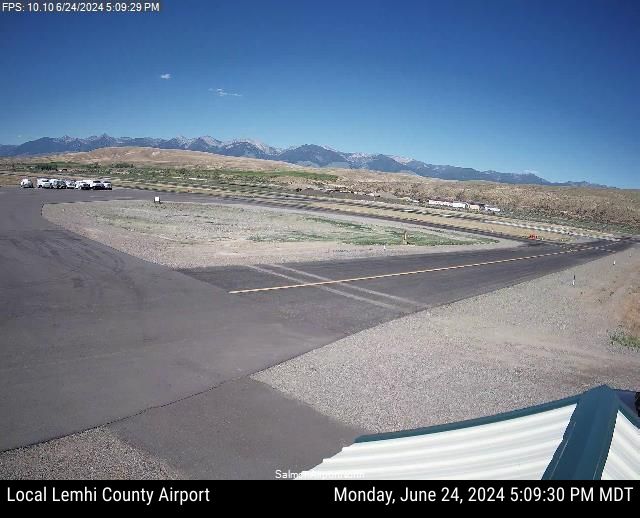 FPS: 10.10 6/24/2024 5:09:29 PM
Local Lemhi County Airport
Monday, June 24, 2024 5:09:30 PM MDT